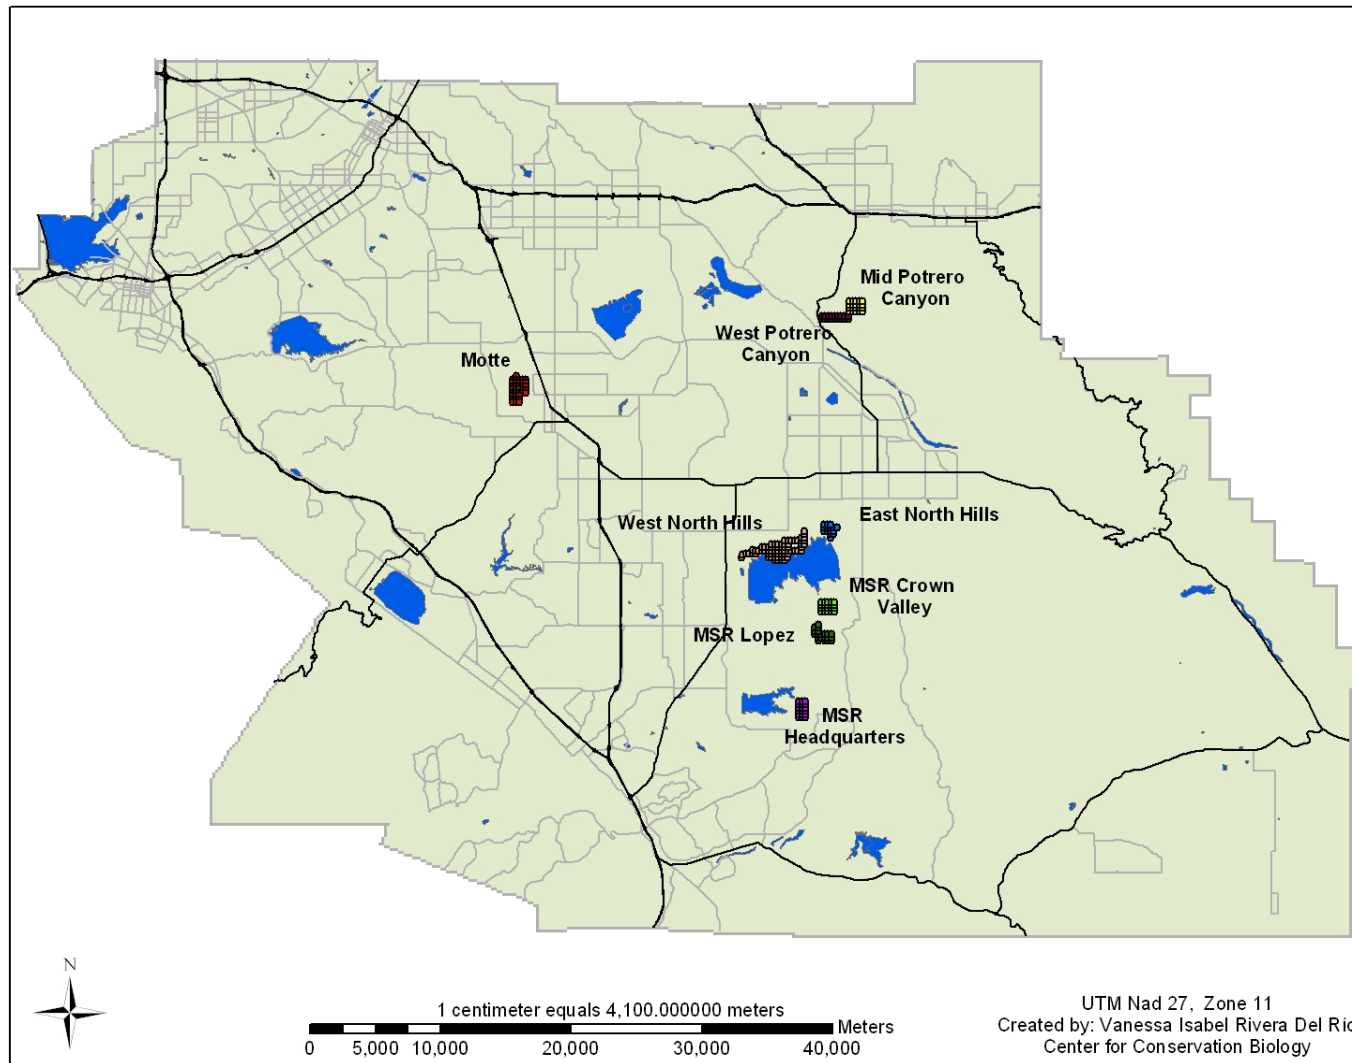 Mid Potrero
Canyon
West Potrero
Canyon
Motte
West North Hills
East North Hills
MSR Crown
Valley
MSR Lopez
MSR
Headquarters
N
1 centimeter equals 4,100.000000 meters
Meters
0 5,000 10,000 20,000 30,000 40,000
UTM Nad 27, Zone 11
Created by: Vanessa Isabel Rivera Del Río
Center for Conservation Biology